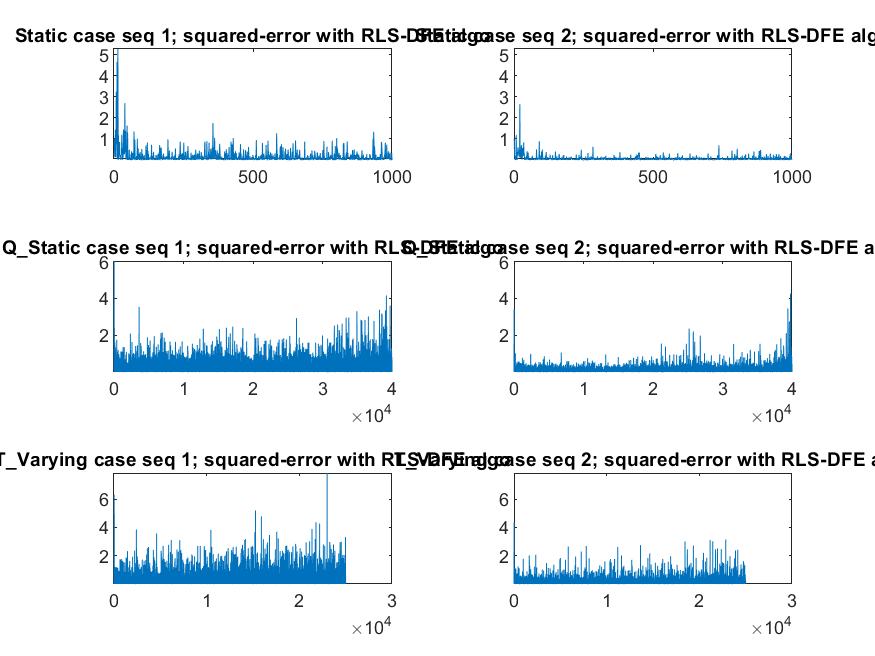 Static case seq 1; squared-error with RLS-DFE algo
Static case seq 2; squared-error with RLS-DFE alg
5
4
3
2
1
0 500 1000
5
4
3
2
1
0 500 1000
Q_Static case seq 1; squared-error with RLS-DFE algo
Q_Static case seq 2; squared-error with RLS-DFE a
6
4
2
0 1 2 3 4
×10^4
6
4
2
0 1 2 3 4
×10^4
T_Varying case seq 1; squared-error with RLS-DFE algo
T_Varying case seq 2; squared-error with RLS-DFE a
6
4
2
0 1 2 3
×10^4
6
4
2
0 1 2 3
×10^4